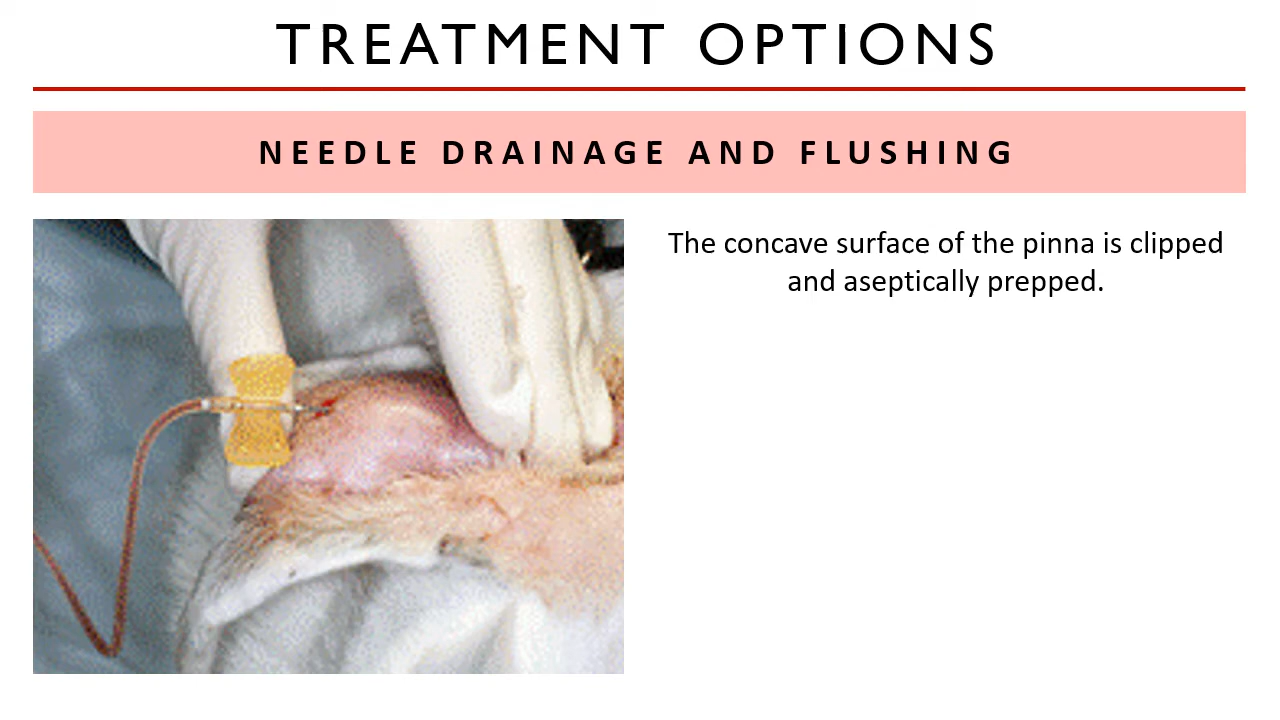 TREATMENT OPTIONS
NEEDLE DRAINAGE AND FLUSHING
The concave surface of the pinna is clipped
and aseptically prepped.